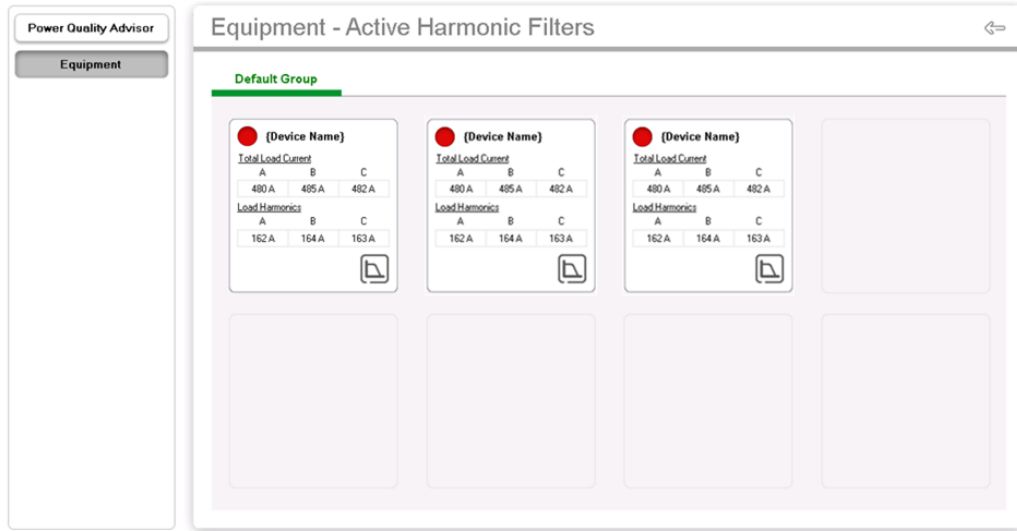 Power Quality Advisor
Equipment
Equipment - Active Harmonic Filters
Default Group
{Device Name}
Total Load Current
A B C
480 A 485 A 482 A
Load Harmonics
A B C
162 A 164 A 163 A
{Device Name}
Total Load Current
A B C
480 A 485 A 482 A
Load Harmonics
A B C
162 A 164 A 163 A
{Device Name}
Total Load Current
A B C
480 A 485 A 482 A
Load Harmonics
A B C
162 A 164 A 163 A